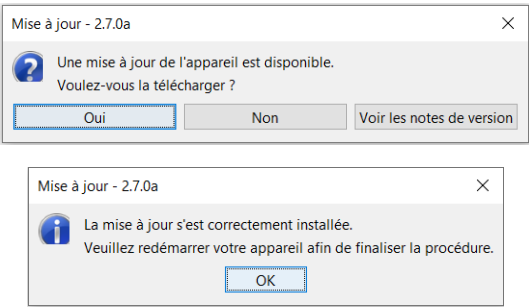 Mise à jour - 2.7.0a
Une mise à jour de l'appareil est disponible.
Voulez-vous la télécharger ?
Oui Non Voir les notes de version
Mise à jour - 2.7.0a
La mise à jour s'est correctement installée.
Veuillez redémarrer votre appareil afin de finaliser la procédure.
OK